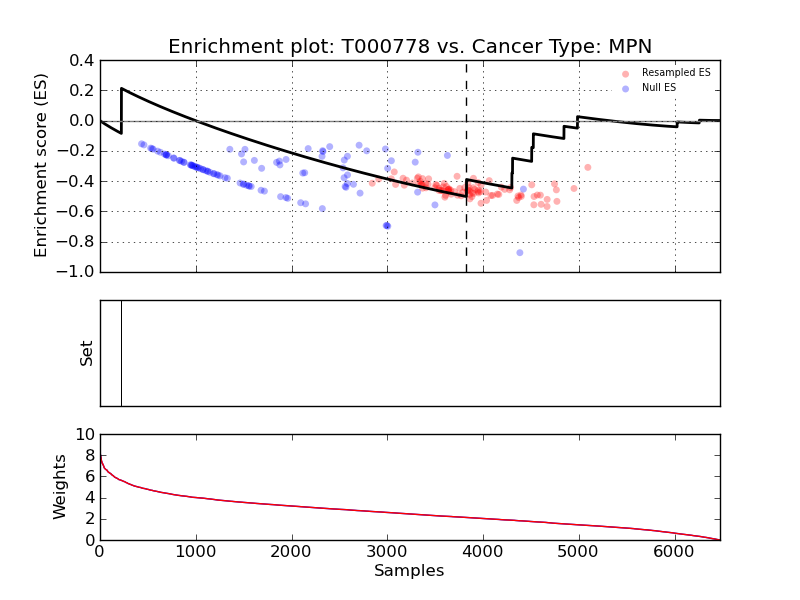 Enrichment plot: T000778 vs. Cancer Type: MPN
Enrichment score (ES)
0.4
0.2
0.0
−0.2
−0.4
−0.6
−0.8
−1.0
Resampled ES
Null ES
Set
Weights
10
8
6
4
2
0
0 1000 2000 3000 4000 5000 6000
Samples